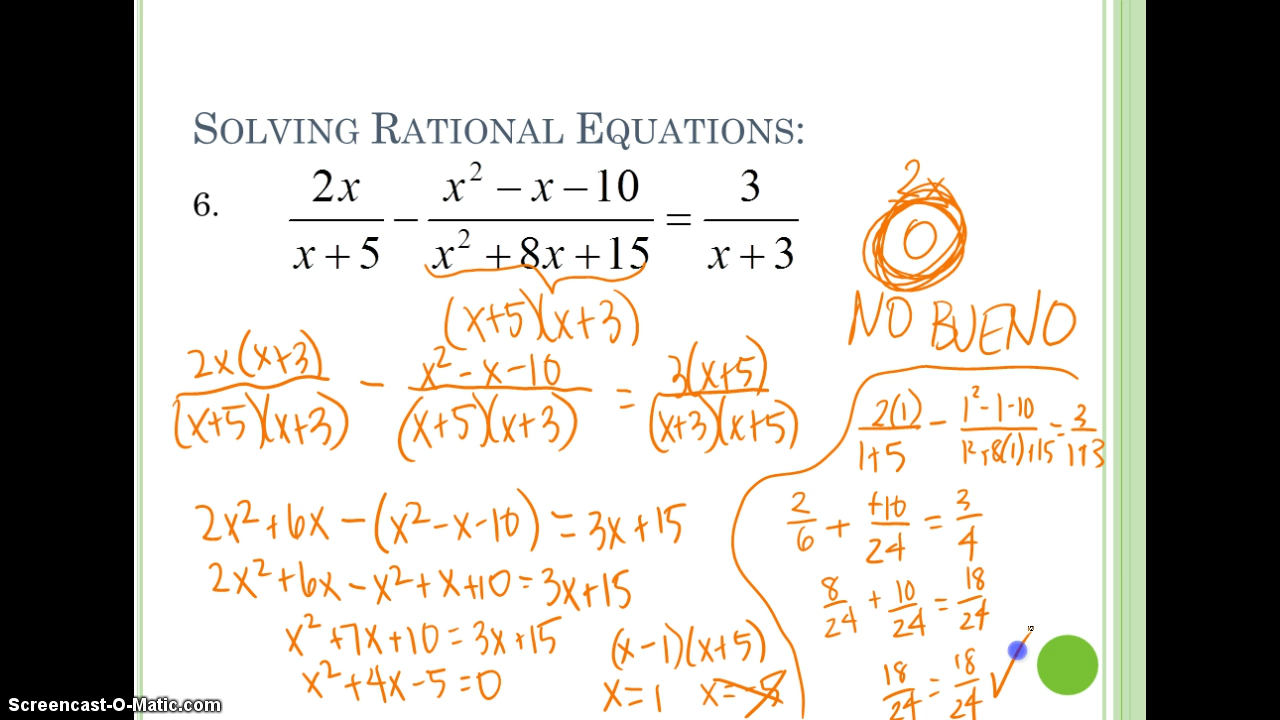 SOLVING RATIONAL EQUATIONS:
6. 2x/(x + 5) − (x² − x − 10)/(x² + 8x + 15) = 3/(x + 3)
(x+5)(x+3)
2x(x+3)/(x+5)(x+3) − x² − x − 10/(x+5)(x+3) = 3(x+5)/(x+3)(x+5)
2x² + 6x − (x² − x − 10) = 3x + 15
2x² + 6x − x² + x + 10 = 3x + 15
x² + 7x + 10 = 3x + 15
x² + 4x − 5 = 0
(x − 1)(x + 5)
x = 1 x = −5
2x/0
NO BUENO
2(1)/1+5 − 1² − 1 − 10/1² + 8(1) + 15 = 3/1+3
2/6 + +10/24 = 3/4
8/24 + 10/24 = 18/24
18/24 = 18/24 ✓
Screencast-O-Matic.com